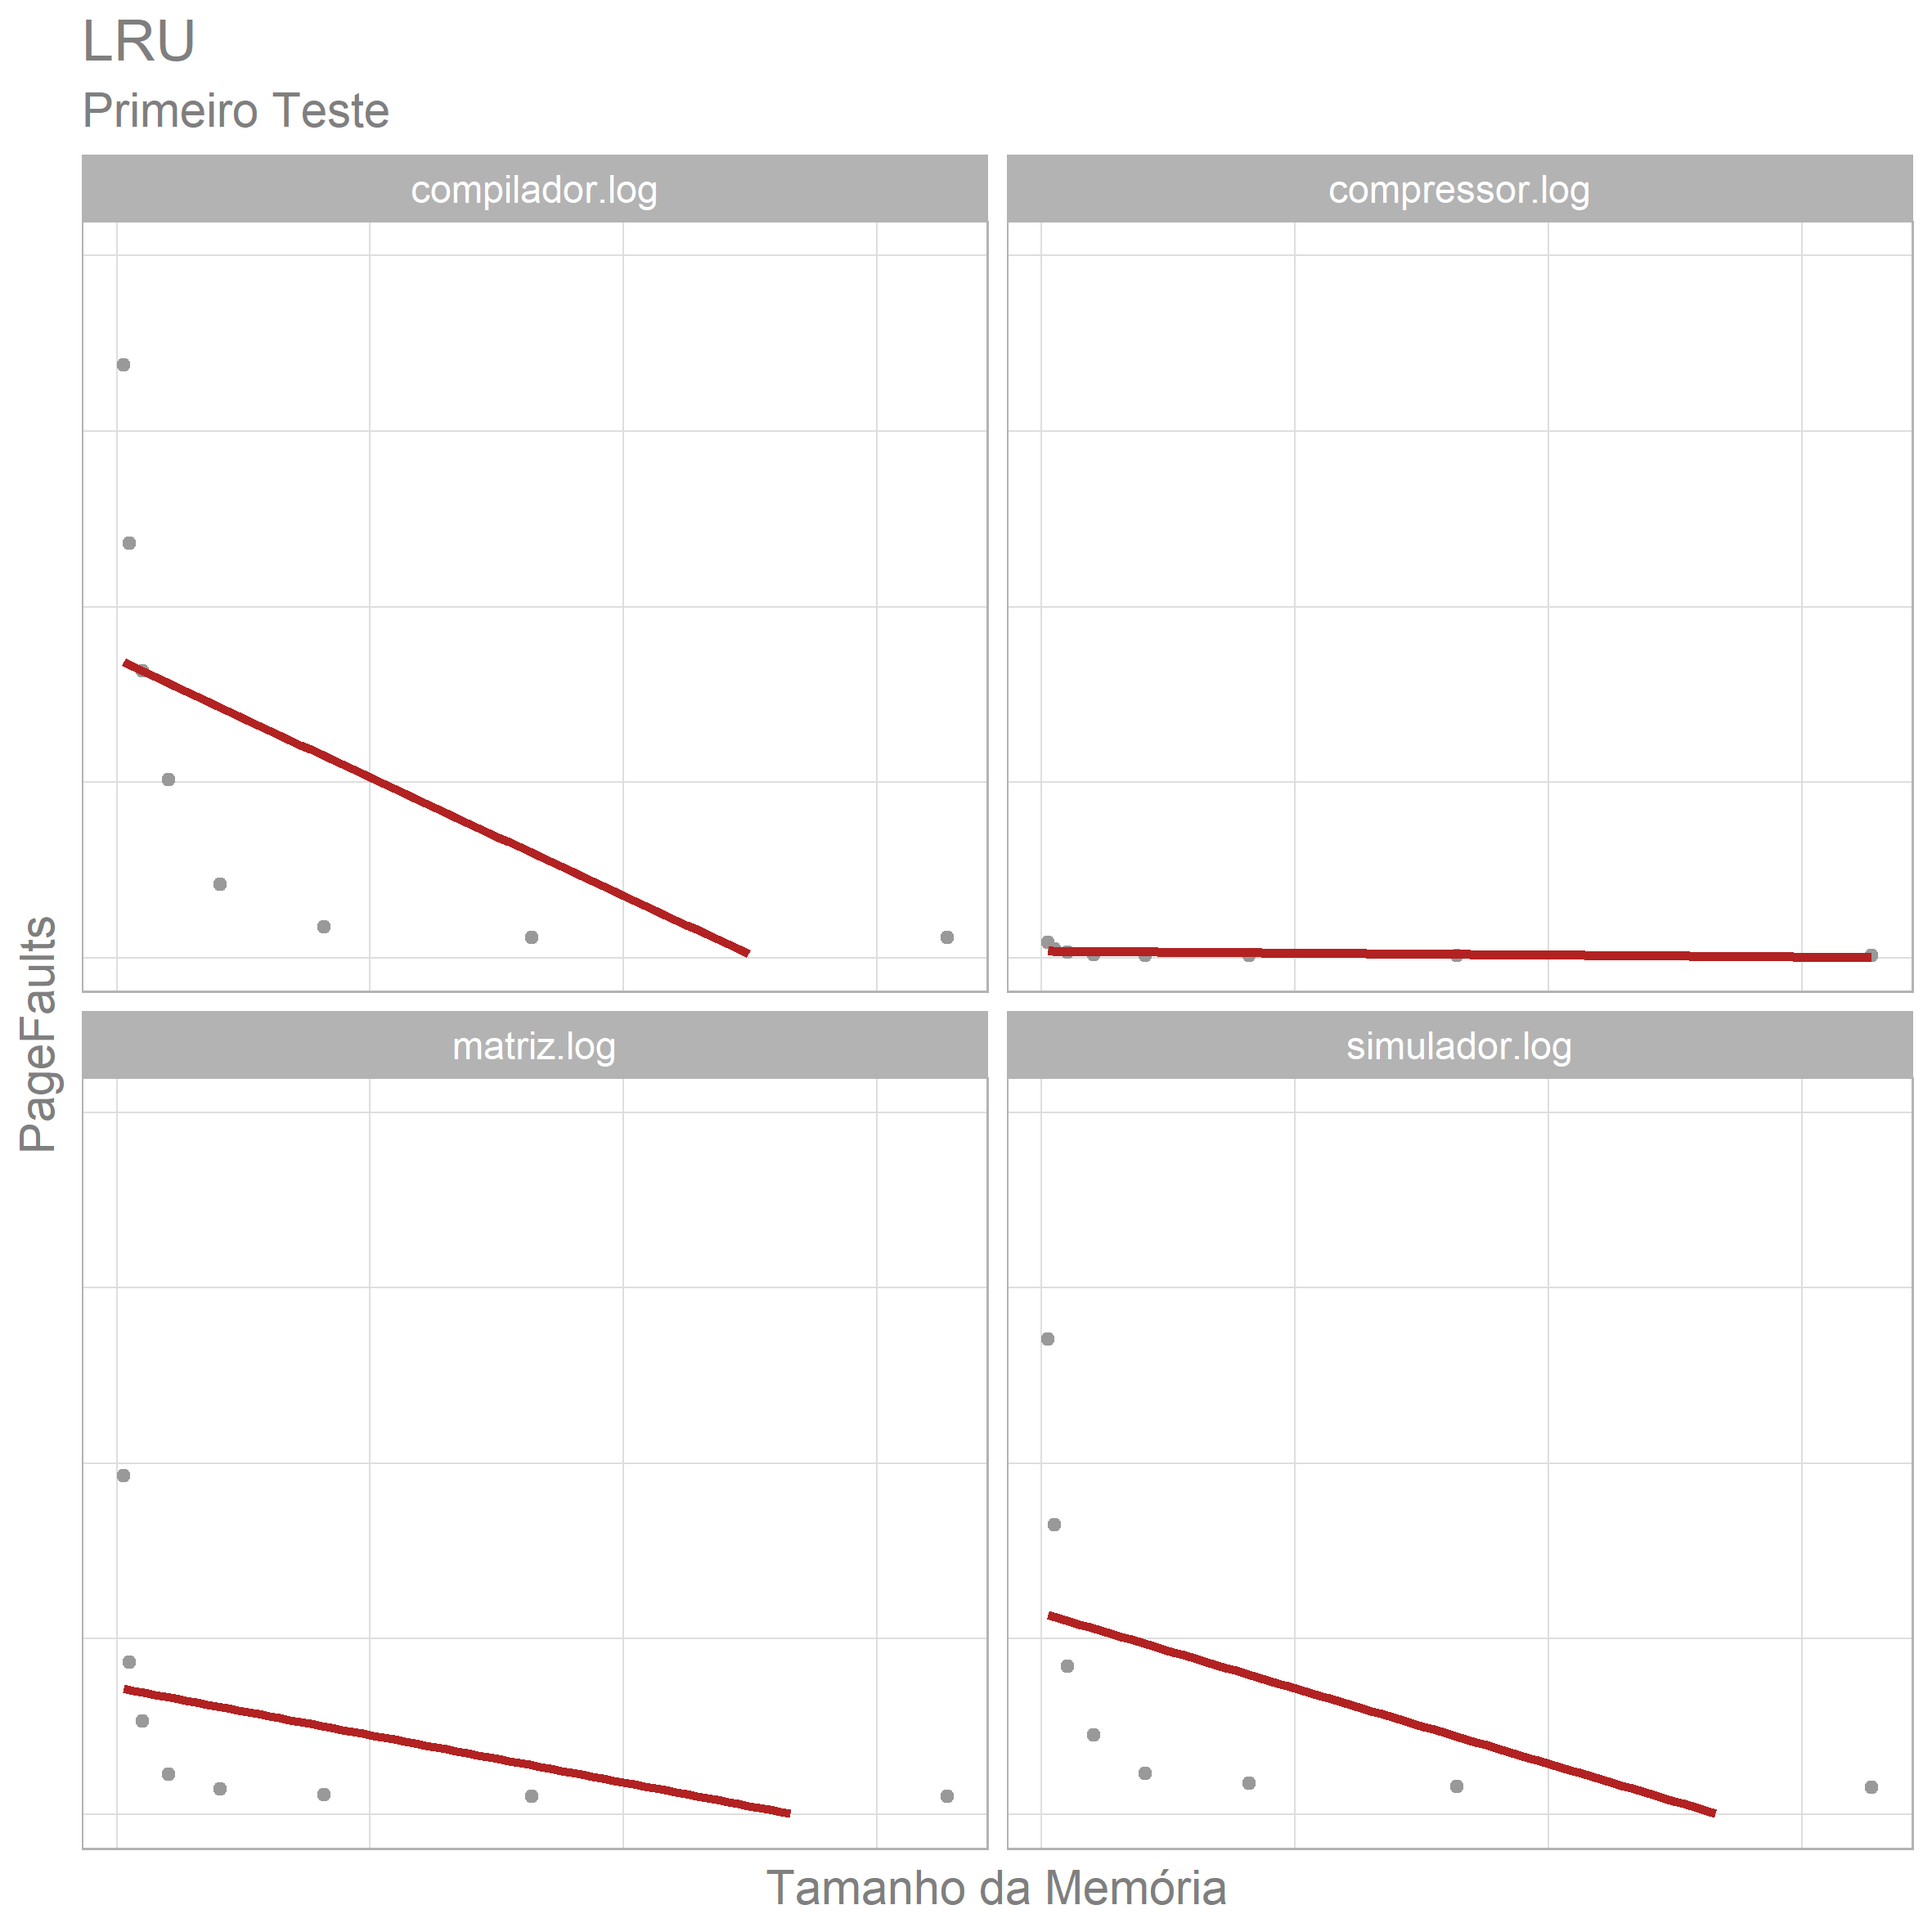 LRU
Primeiro Teste
compilador.log
compressor.log
PageFaults
matriz.log
simulador.log
Tamanho da Memória